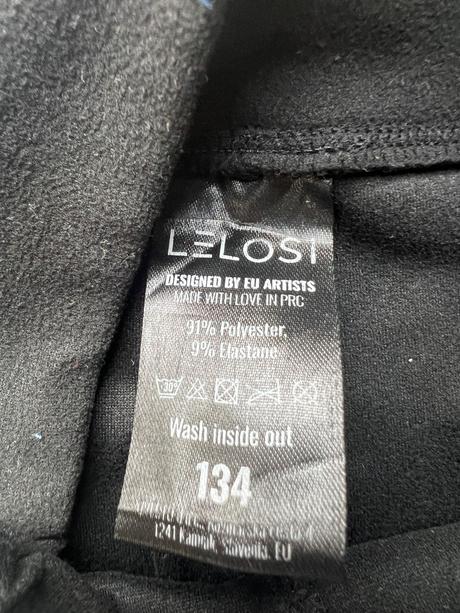 LELOSI
DESIGNED BY EU ARTISTS
MADE WITH LOVE IN PRC
91% Polyester,
9% Elastane
30°
Wash inside out
134
1241 Kamnik, Slovenia, EU